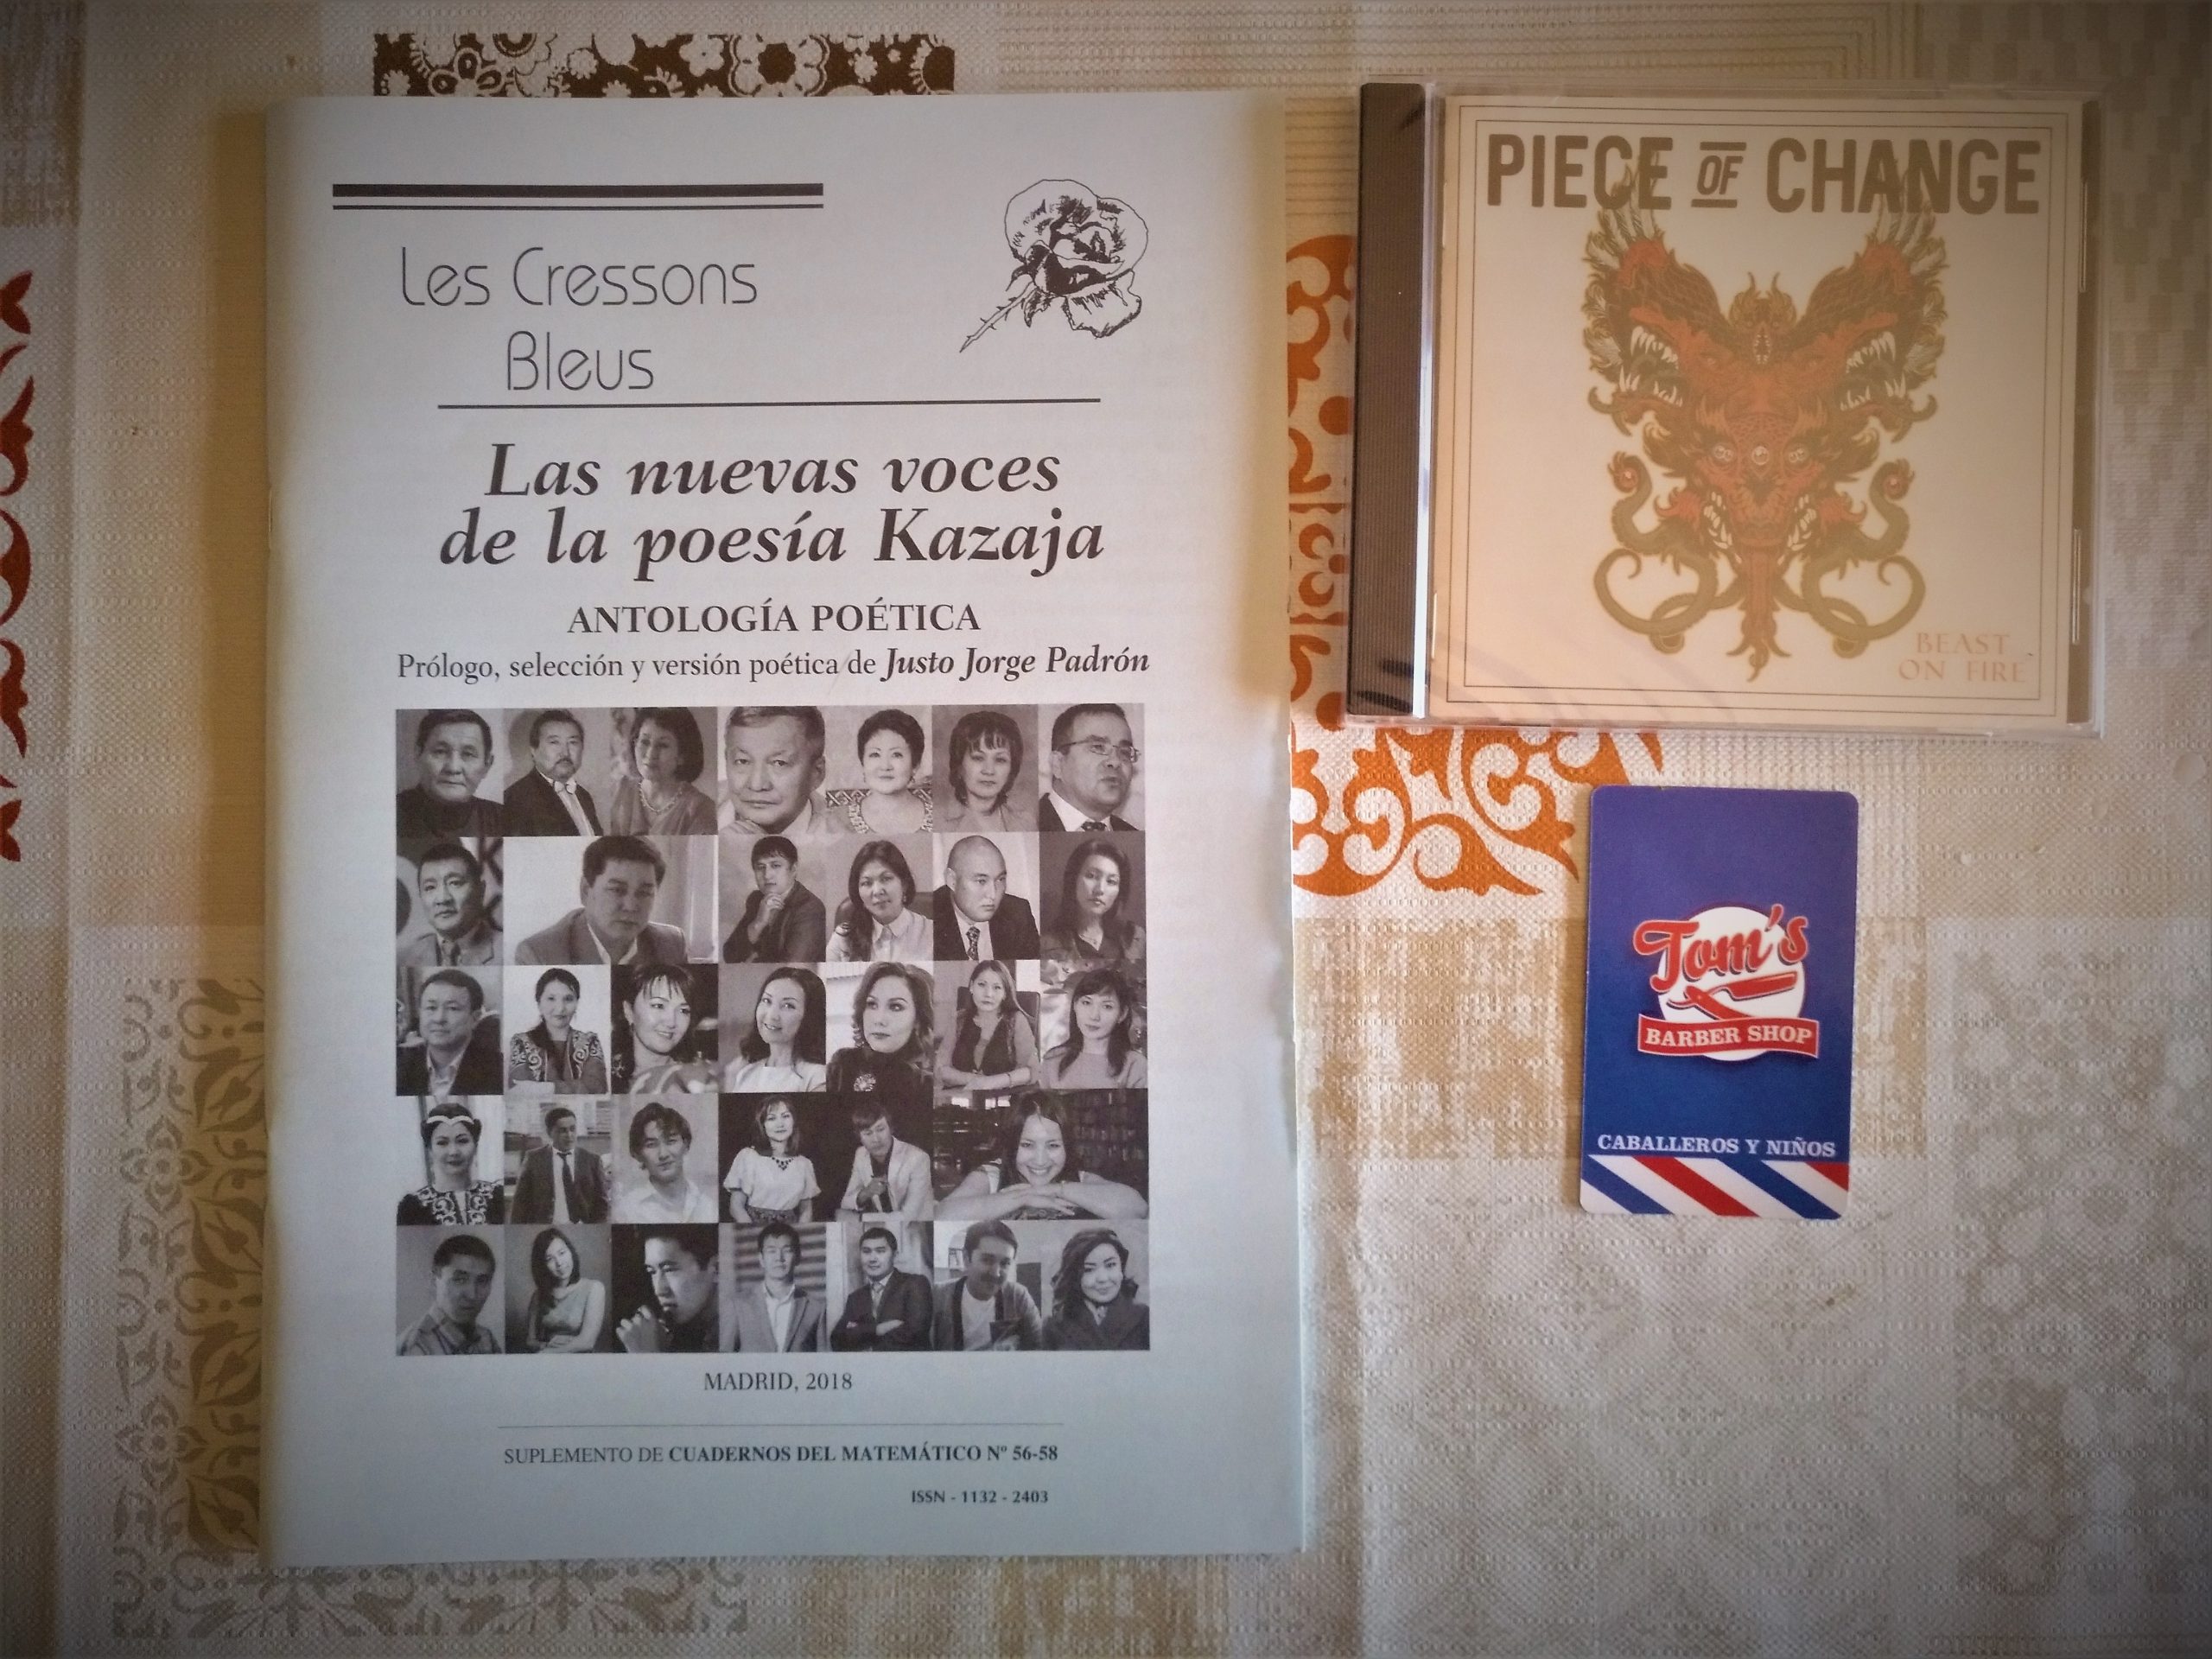 Les Cressons
Bleus
Las nuevas voces
de la poesía Kazaja
ANTOLOGÍA POÉTICA
Prólogo, selección y versión poética de Justo Jorge Padrón
MADRID, 2018
SUPLEMENTO DE CUADERNOS DEL MATEMÁTICO Nº 56-58
ISSN - 1132 - 2403
PIECE OF CHANGE
BEAST
ON FIRE
Tom's
BARBER SHOP
CABALLEROS Y NIÑOS